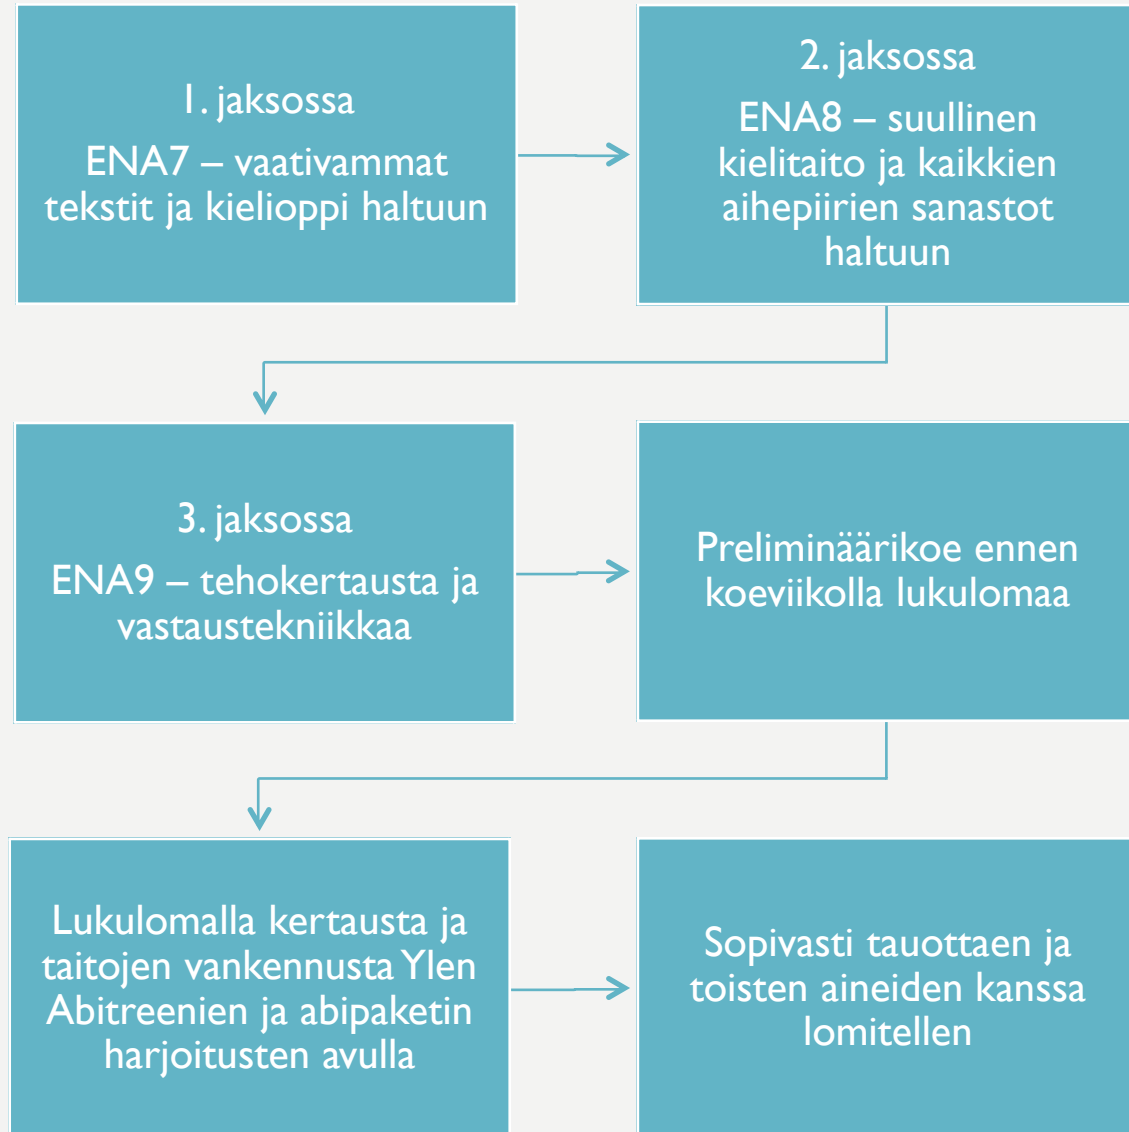 1. jaksossa
ENA7 – vaativammat
tekstit ja kielioppi haltuun
2. jaksossa
ENA8 – suullinen
kielitaito ja kaikkien
aihepiirien sanastot
haltuun
3. jaksossa
ENA9 – tehokertausta ja
vastaustekniikkaa
Preliminäärikoe ennen
koeviikolla lukulomaa
Lukulomalla kertausta ja
taitojen vankennusta Ylen
Abitreenien ja abipaketin
harjoitusten avulla
Sopivasti tauottaen ja
toisten aineiden kanssa
lomitellen